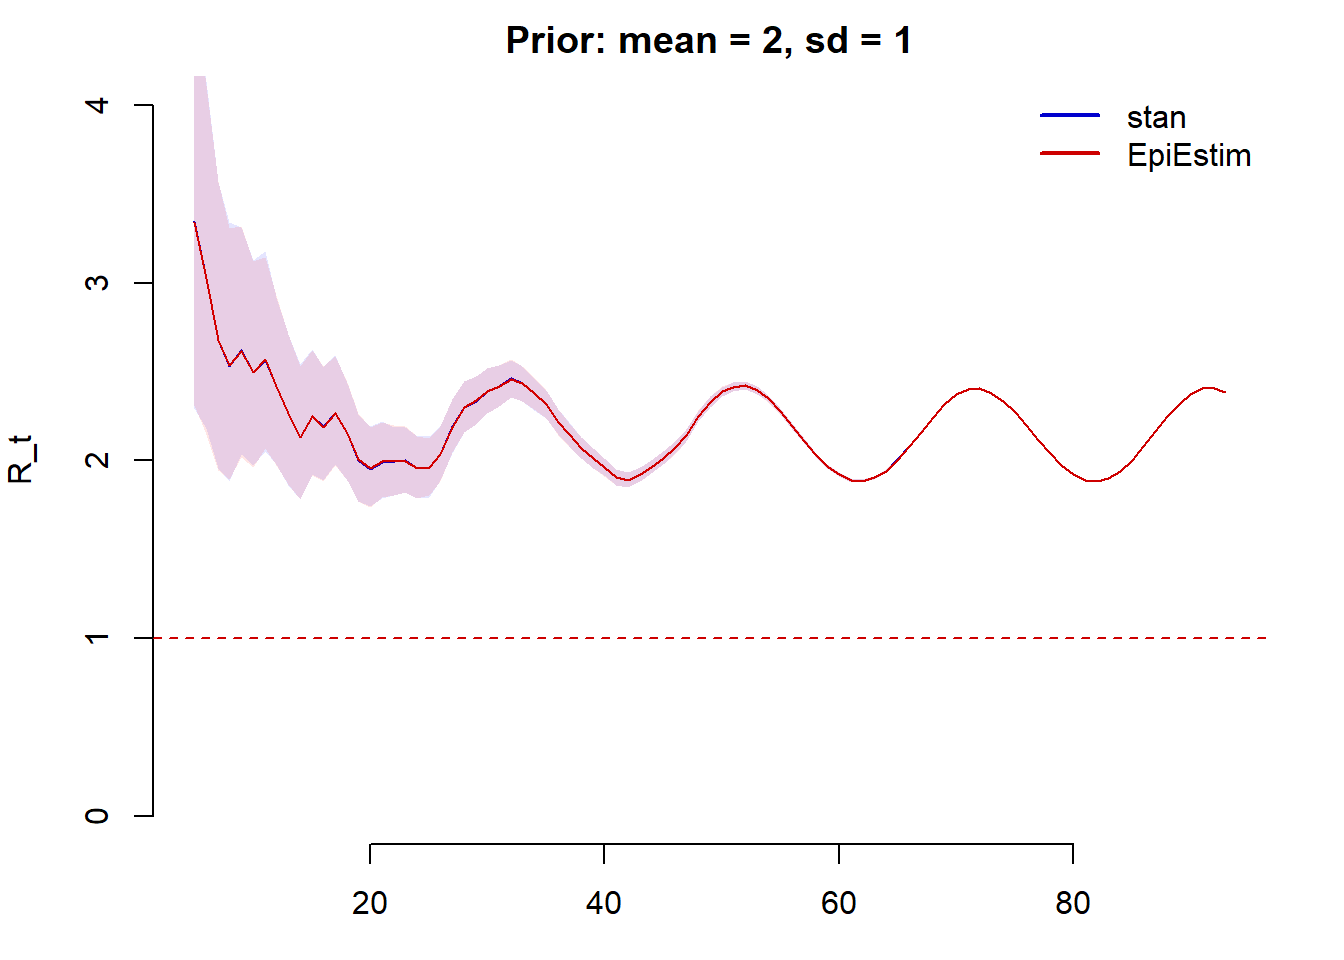 Prior: mean = 2, sd = 1
stan
EpiEstim
R_t
4
3
2
1
0
20 40 60 80